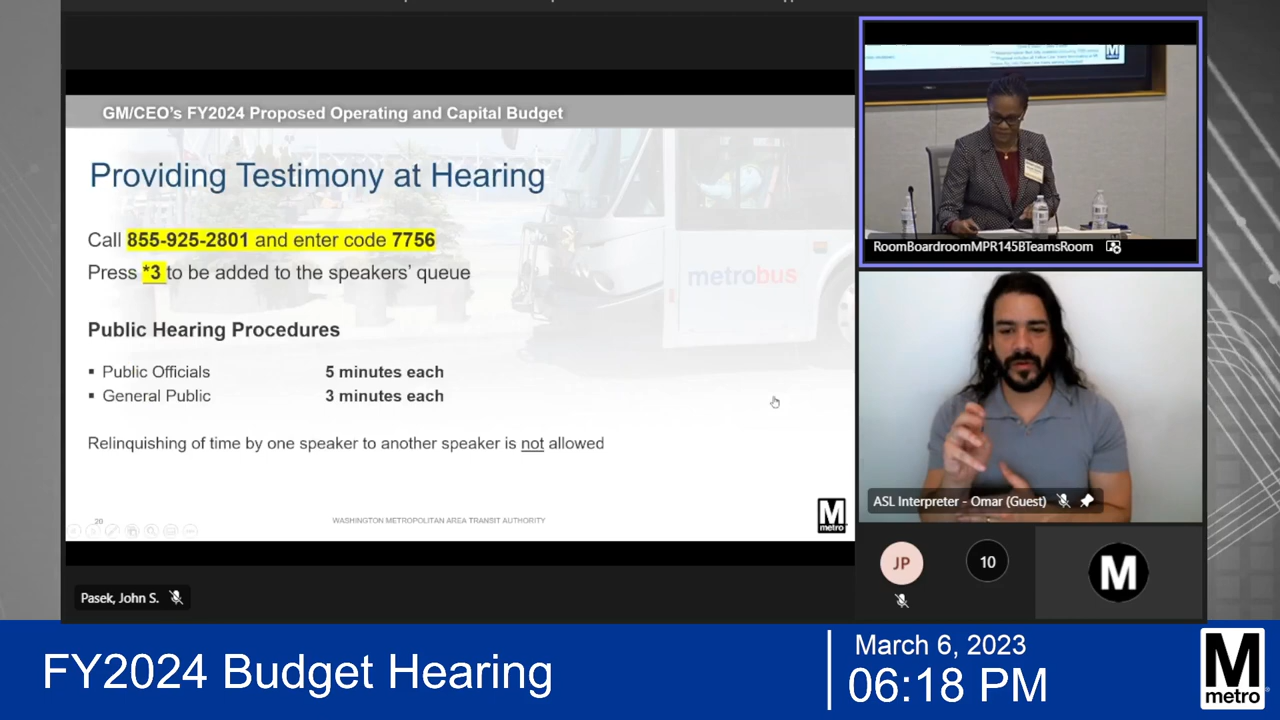 GM/CEO's FY2024 Proposed Operating and Capital Budget
Providing Testimony at Hearing
Call 855-925-2801 and enter code 7756
Press *3 to be added to the speakers' queue
metrobus
Public Hearing Procedures
▪ Public Officials 5 minutes each
▪ General Public 3 minutes each
Relinquishing of time by one speaker to another speaker is not allowed
20
WASHINGTON METROPOLITAN AREA TRANSIT AUTHORITY
M
metro
Pasek, John S.
M
RoomBoardroomMPR145BTeamsRoom
ASL Interpreter - Omar (Guest)
JP
10
M
FY2024 Budget Hearing
March 6, 2023
06:18 PM
M
metro